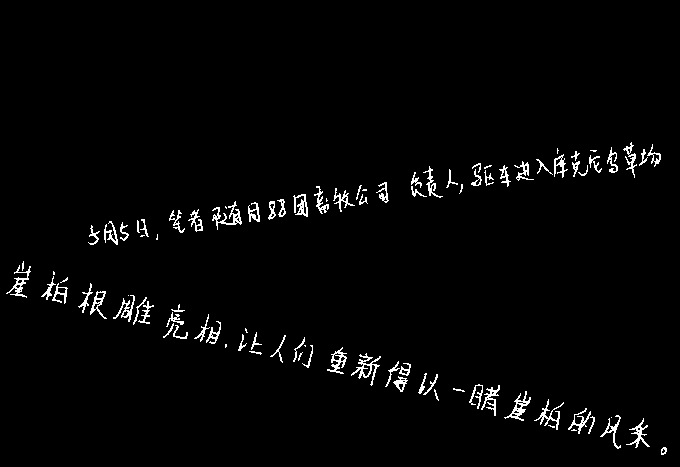 5月5日，笔者随同88团畜牧公司负责人，驱车进入库克尼乌草场
崖柏根雕亮相，让人们重新得以一睹崖柏的风采。